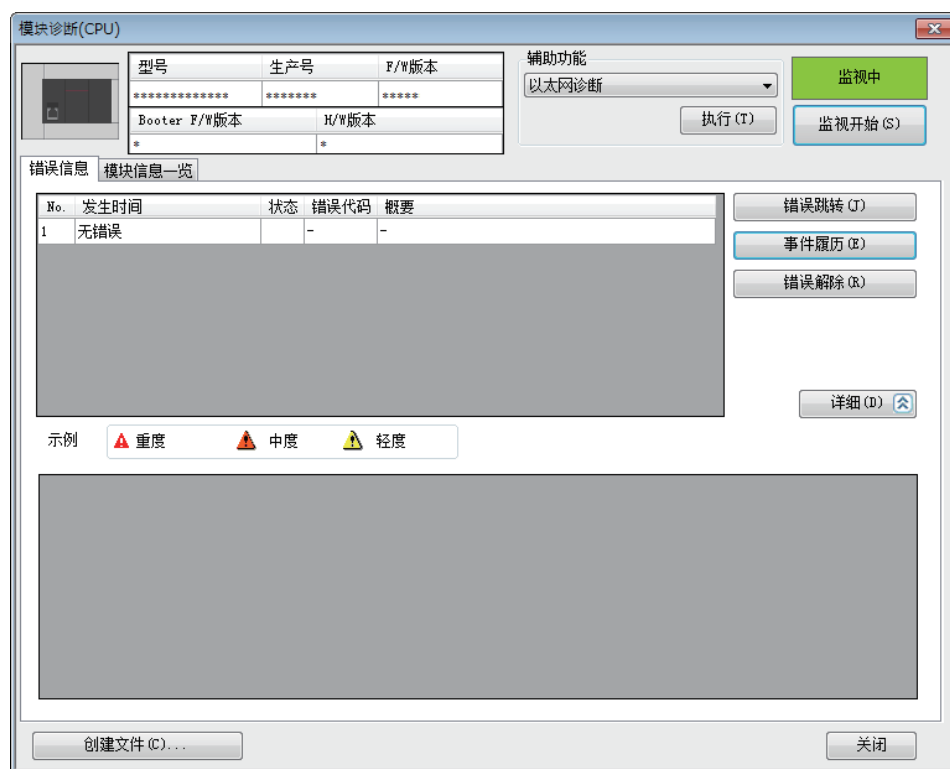 模块诊断(CPU)
型号 生产号 F/W版本
************* ******* *****
Booter F/W版本 H/W版本
* *
辅助功能
以太网诊断
执行(T)
监视中
监视开始(S)
错误信息 模块信息一览
No. 发生时间 状态 错误代码 概要
1 无错误 - -
错误跳转(J)
事件履历(E)
错误解除(R)
详细(D)
示例 重度 中度 轻度
创建文件(C)... 关闭